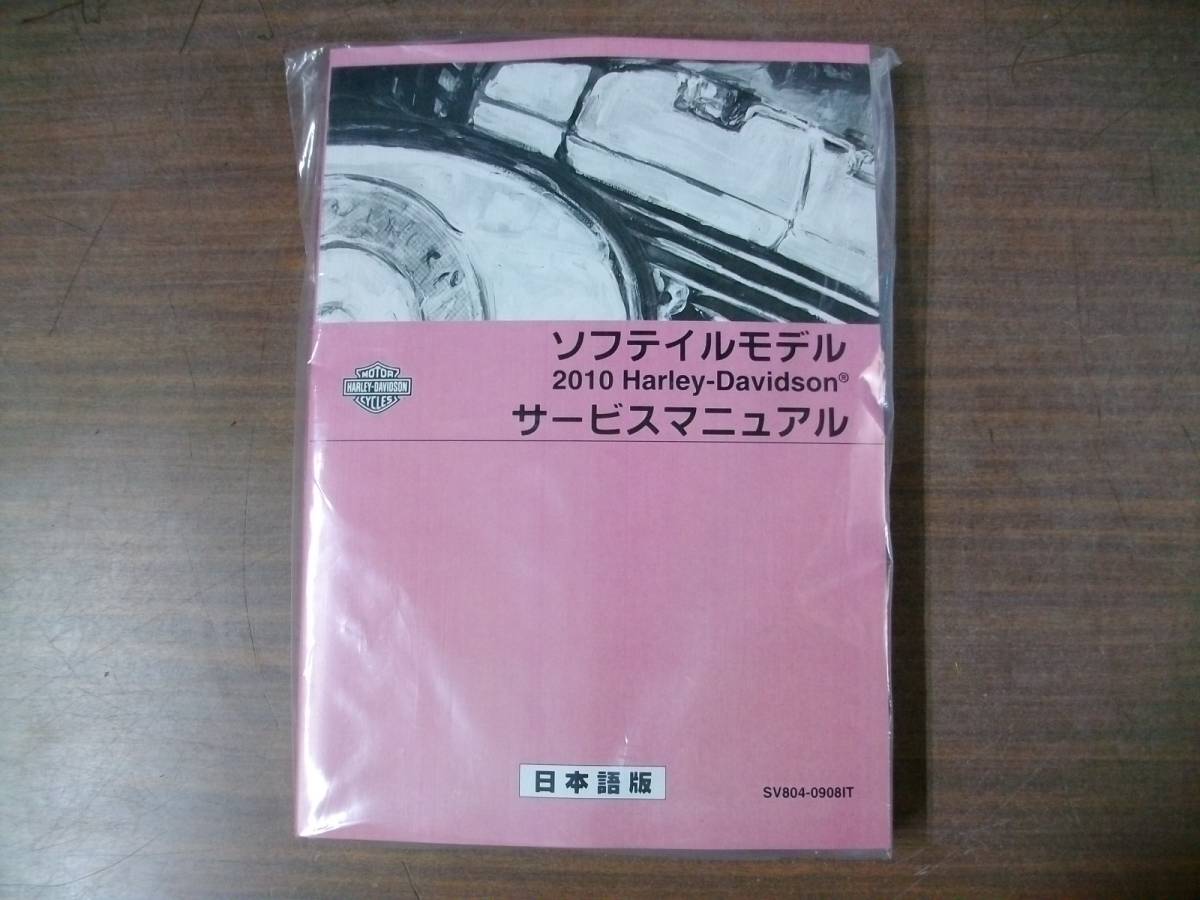 ソフテイルモデル
2010 Harley-Davidson®
サービスマニュアル
MOTOR
HARLEY-DAVIDSON
CYCLES
日本語版
SV804-0908IT